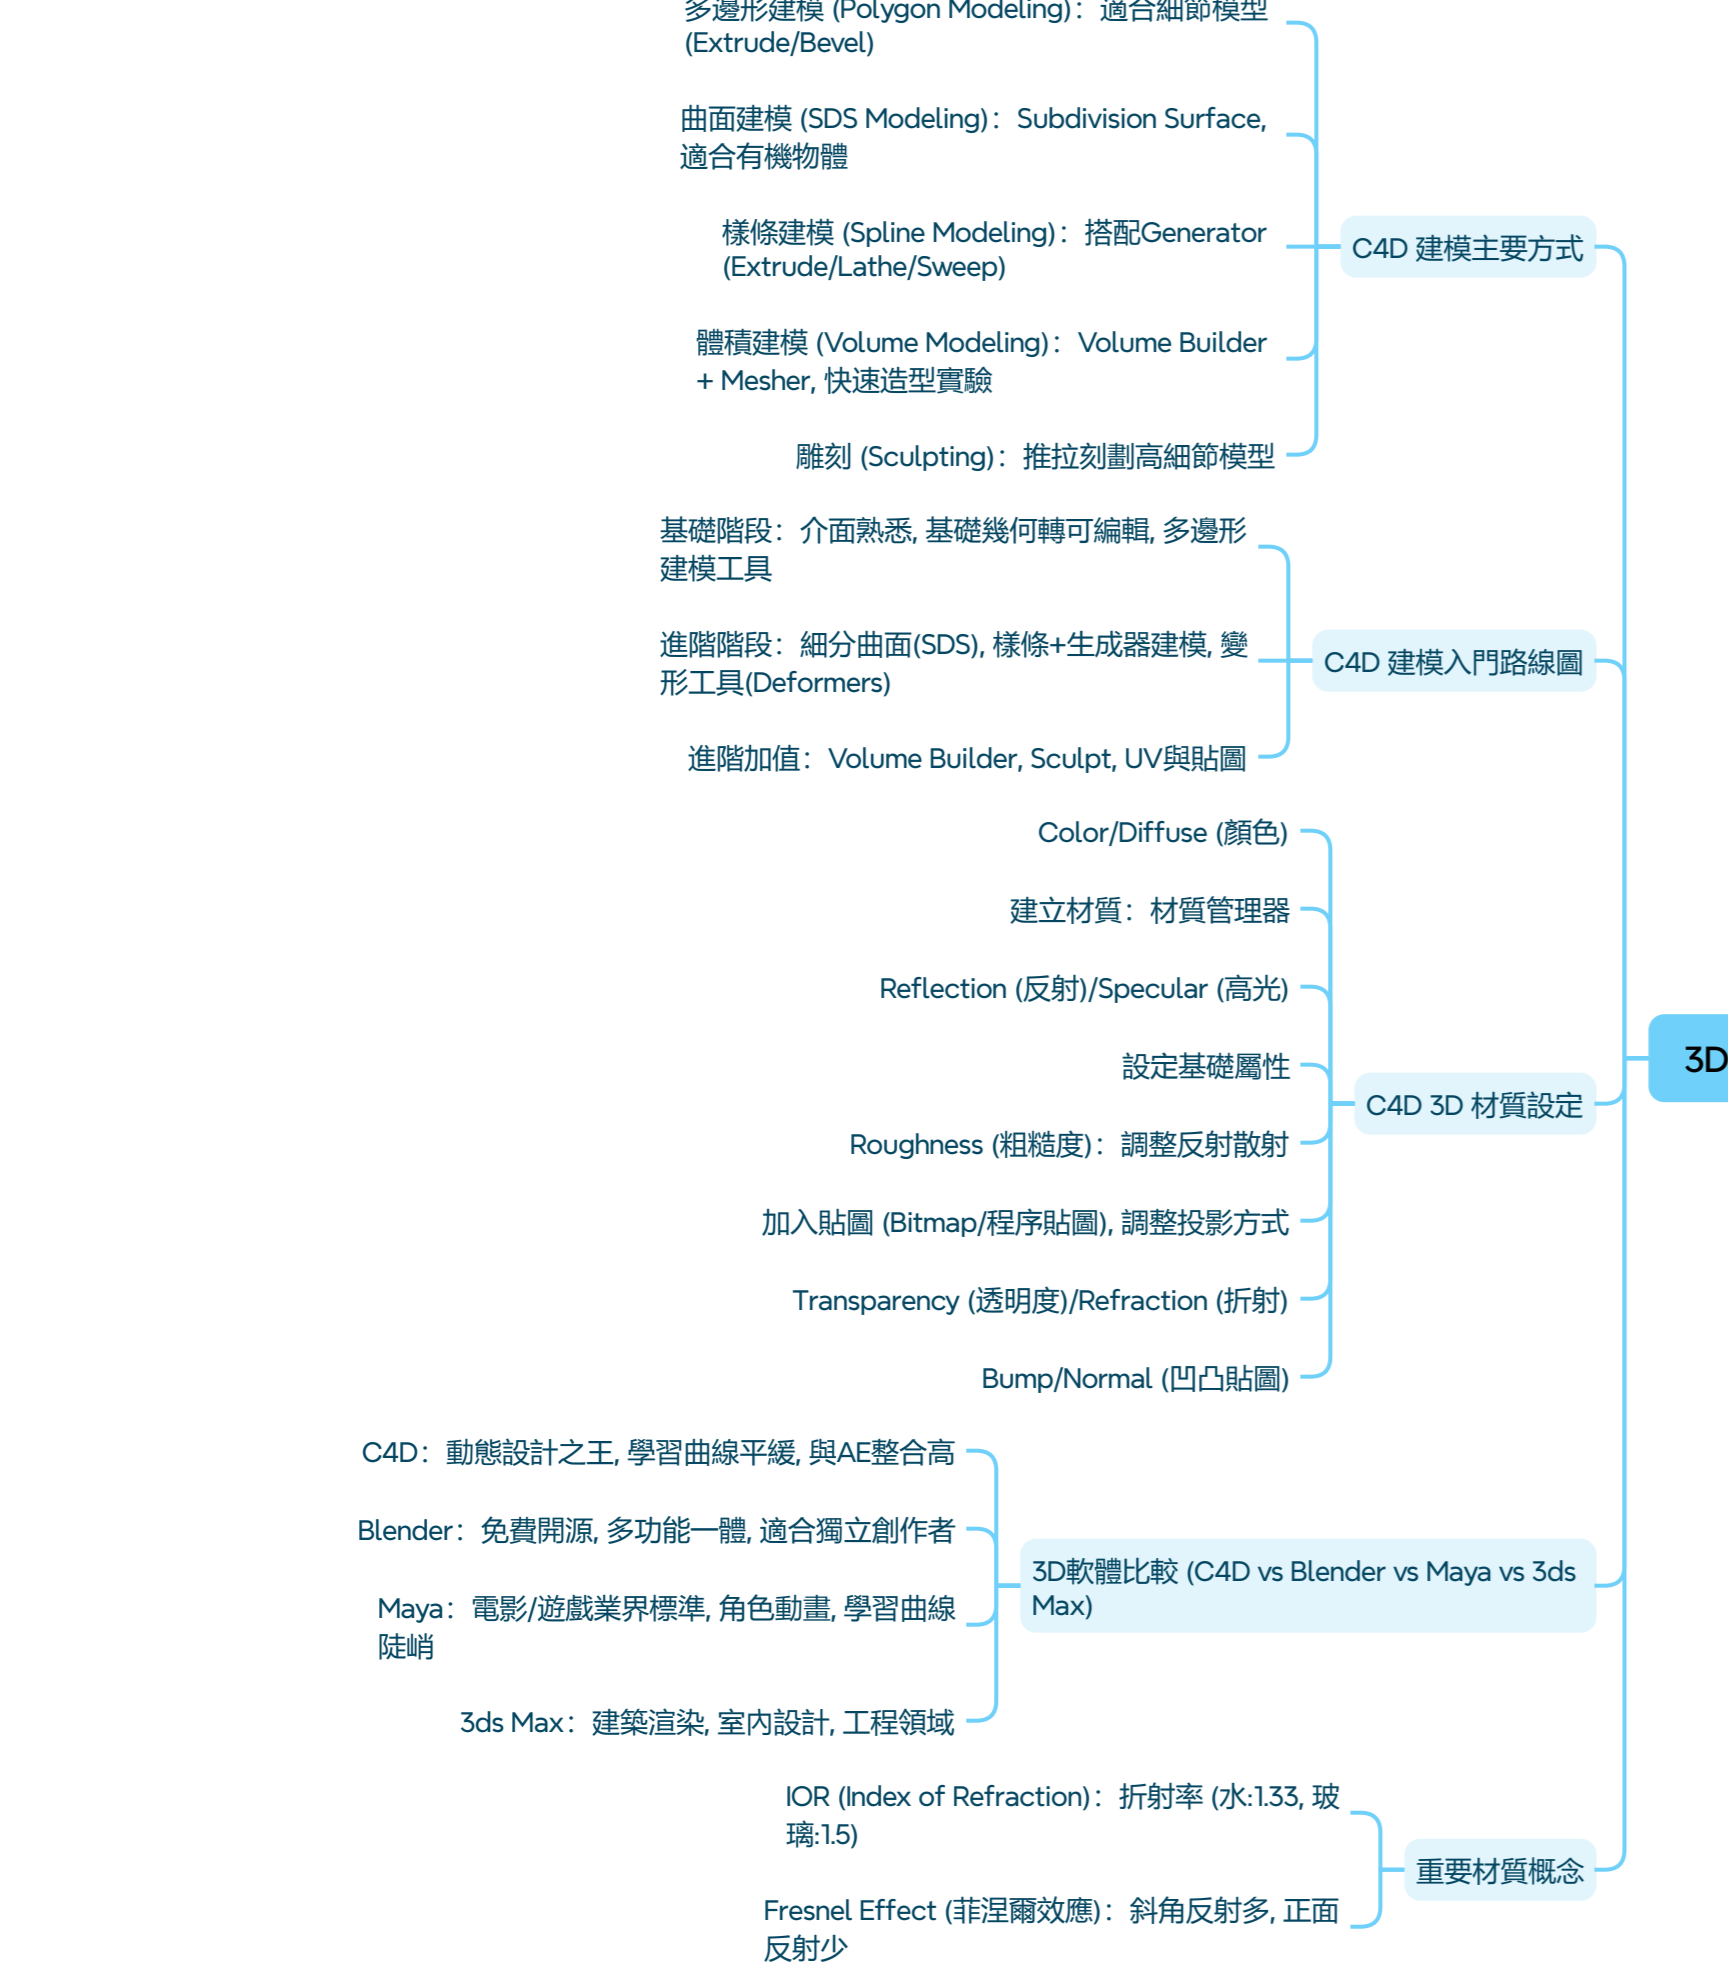 多邊形建模 (Polygon Modeling)：適合細節模型
(Extrude/Bevel)
曲面建模 (SDS Modeling)：Subdivision Surface,
適合有機物體
樣條建模 (Spline Modeling)：搭配Generator
(Extrude/Lathe/Sweep)
體積建模 (Volume Modeling)：Volume Builder
+ Mesher, 快速造型實驗
雕刻 (Sculpting)：推拉刻劃高細節模型
C4D 建模主要方式
基礎階段：介面熟悉, 基礎幾何轉可編輯, 多邊形
建模工具
進階階段：細分曲面(SDS), 樣條+生成器建模, 變
形工具(Deformers)
進階加值：Volume Builder, Sculpt, UV與貼圖
C4D 建模入門路線圖
Color/Diffuse (顏色)
建立材質：材質管理器
Reflection (反射)/Specular (高光)
設定基礎屬性
Roughness (粗糙度)：調整反射散射
加入貼圖 (Bitmap/程序貼圖), 調整投影方式
Transparency (透明度)/Refraction (折射)
Bump/Normal (凹凸貼圖)
C4D 3D 材質設定
3D
C4D：動態設計之王, 學習曲線平緩, 與AE整合高
Blender：免費開源, 多功能一體, 適合獨立創作者
Maya：電影/遊戲業界標準, 角色動畫, 學習曲線
陡峭
3ds Max：建築渲染, 室內設計, 工程領域
3D軟體比較 (C4D vs Blender vs Maya vs 3ds
Max)
IOR (Index of Refraction)：折射率 (水:1.33, 玻
璃:1.5)
Fresnel Effect (菲涅爾效應)：斜角反射多, 正面
反射少
重要材質概念